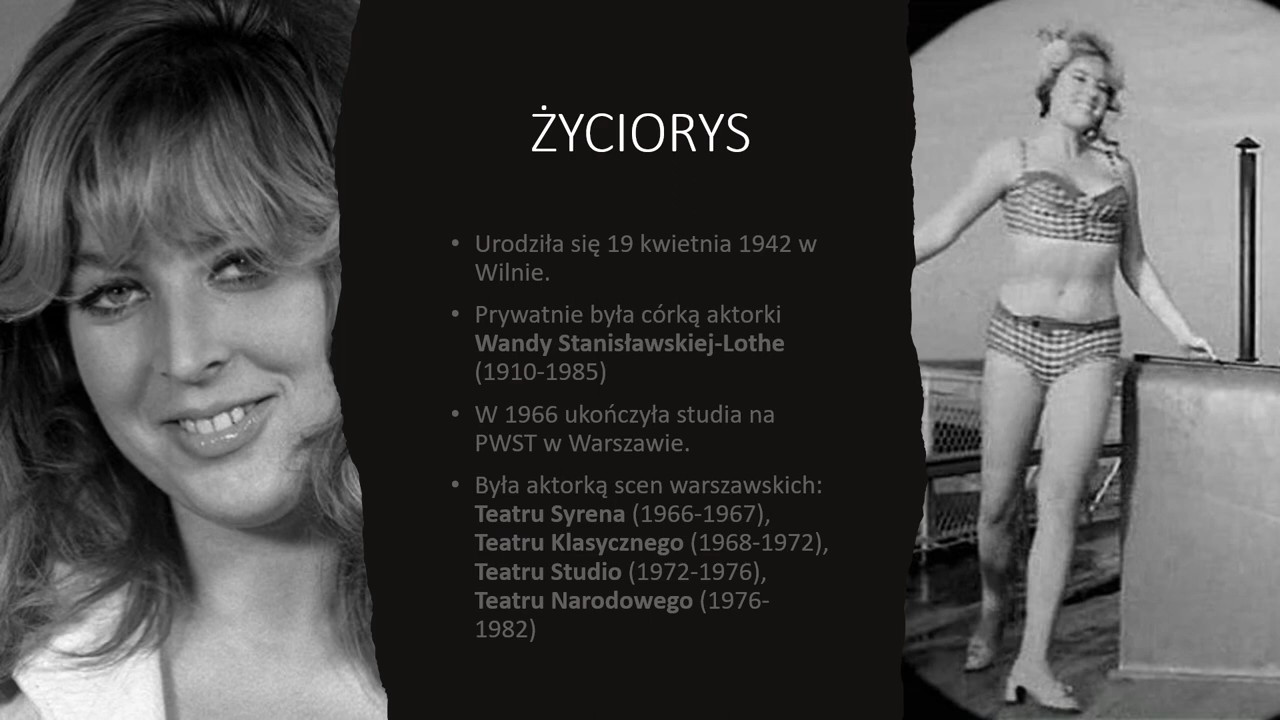 ŻYCIORYS
• Urodziła się 19 kwietnia 1942 w
Wilnie.
• Prywatnie była córką aktorki
Wandy Stanisławskiej-Lothe
(1910-1985)
• W 1966 ukończyła studia na
PWST w Warszawie.
• Była aktorką scen warszawskich:
Teatru Syrena (1966-1967),
Teatru Klasycznego (1968-1972),
Teatru Studio (1972-1976),
Teatru Narodowego (1976-
1982)